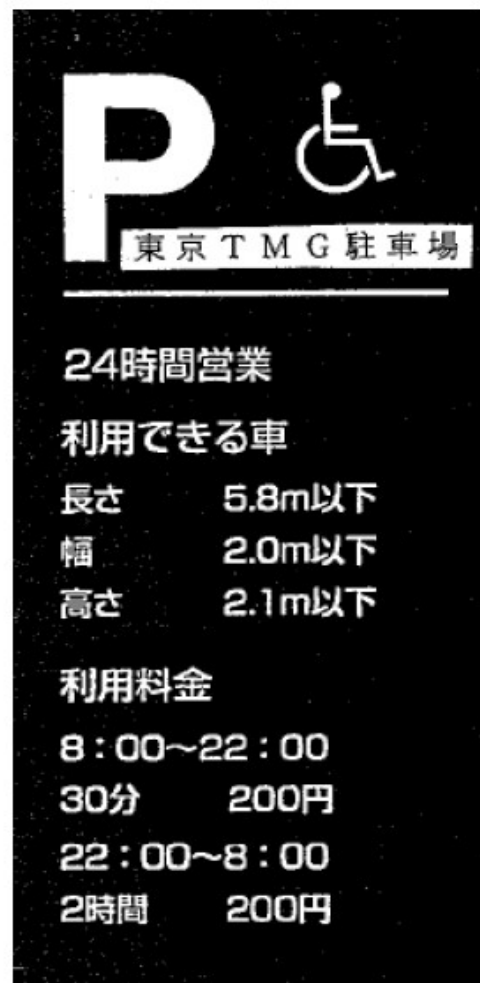 P
東京TMG駐車場
24時間営業
利用できる車
長さ 5.8m以下
幅 2.0m以下
高さ 2.1m以下
利用料金
8:00～22:00
30分 200円
22:00～8:00
2時間 200円